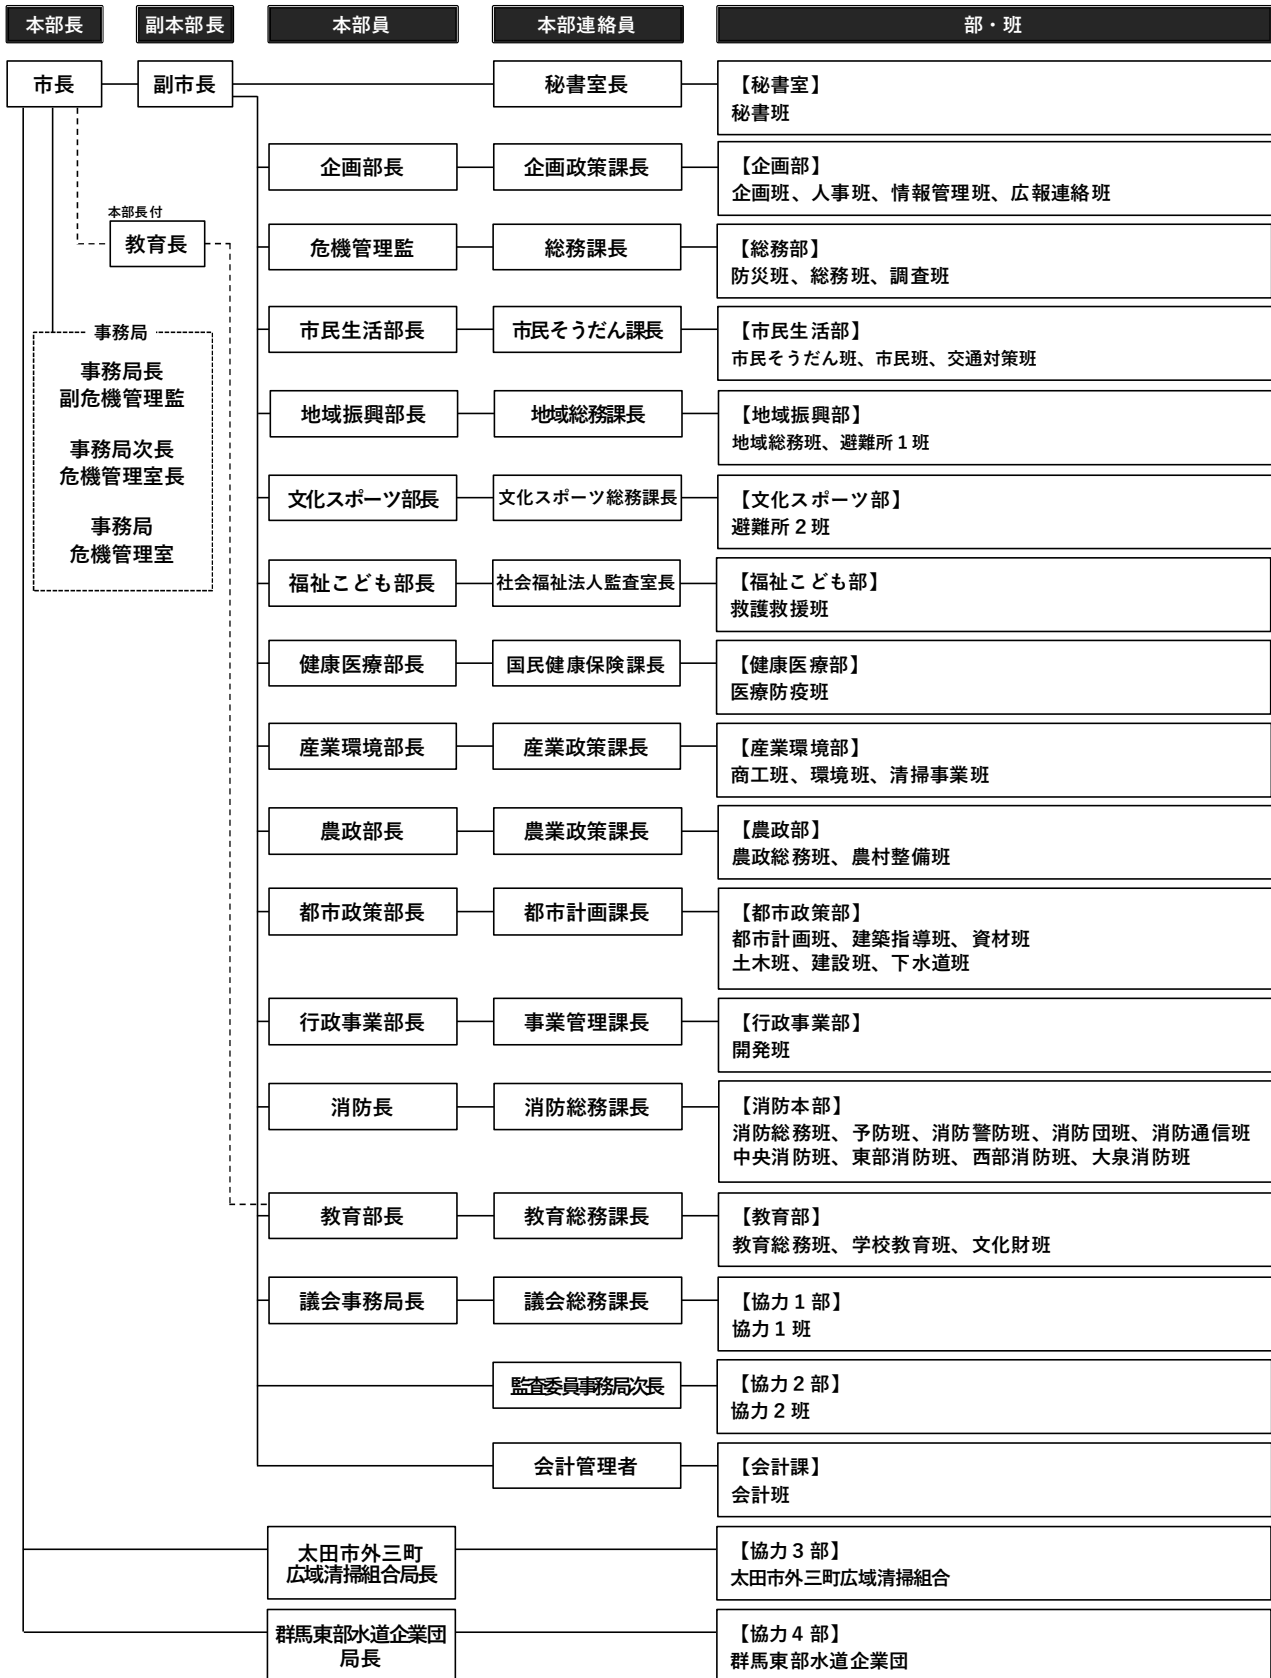 本部長 副本部長 本部員 本部連絡員 部・班
市長 副市長 秘書室長 【秘書室】
秘書班
企画部長 企画政策課長 【企画部】
企画班、人事班、情報管理班、広報連絡班
本部長付
教育長
危機管理監 総務課長 【総務部】
防災班、総務班、調査班
事務局
事務局長
副危機管理監
事務局次長
危機管理室長
事務局
危機管理室
市民生活部長 市民そうだん課長 【市民生活部】
市民そうだん班、市民班、交通対策班
地域振興部長 地域総務課長 【地域振興部】
地域総務班、避難所1班
文化スポーツ部長 文化スポーツ総務課長 【文化スポーツ部】
避難所2班
福祉こども部長 社会福祉法人監査室長 【福祉こども部】
救護救援班
健康医療部長 国民健康保険課長 【健康医療部】
医療防疫班
産業環境部長 産業政策課長 【産業環境部】
商工班、環境班、清掃事業班
農政部長 農業政策課長 【農政部】
農政総務班、農村整備班
都市政策部長 都市計画課長 【都市政策部】
都市計画班、建築指導班、資材班
土木班、建設班、下水道班
行政事業部長 事業管理課長 【行政事業部】
開発班
消防長 消防総務課長 【消防本部】
消防総務班、予防班、消防警防班、消防団班、消防通信班
中央消防班、東部消防班、西部消防班、大泉消防班
教育部長 教育総務課長 【教育部】
教育総務班、学校教育班、文化財班
議会事務局長 議会総務課長 【協力1部】
協力1班
監査委員事務局次長 【協力2部】
協力2班
会計管理者 【会計課】
会計班
太田市外三町
広域清掃組合局長
【協力3部】
太田市外三町広域清掃組合
群馬東部水道企業団
局長
【協力4部】
群馬東部水道企業団